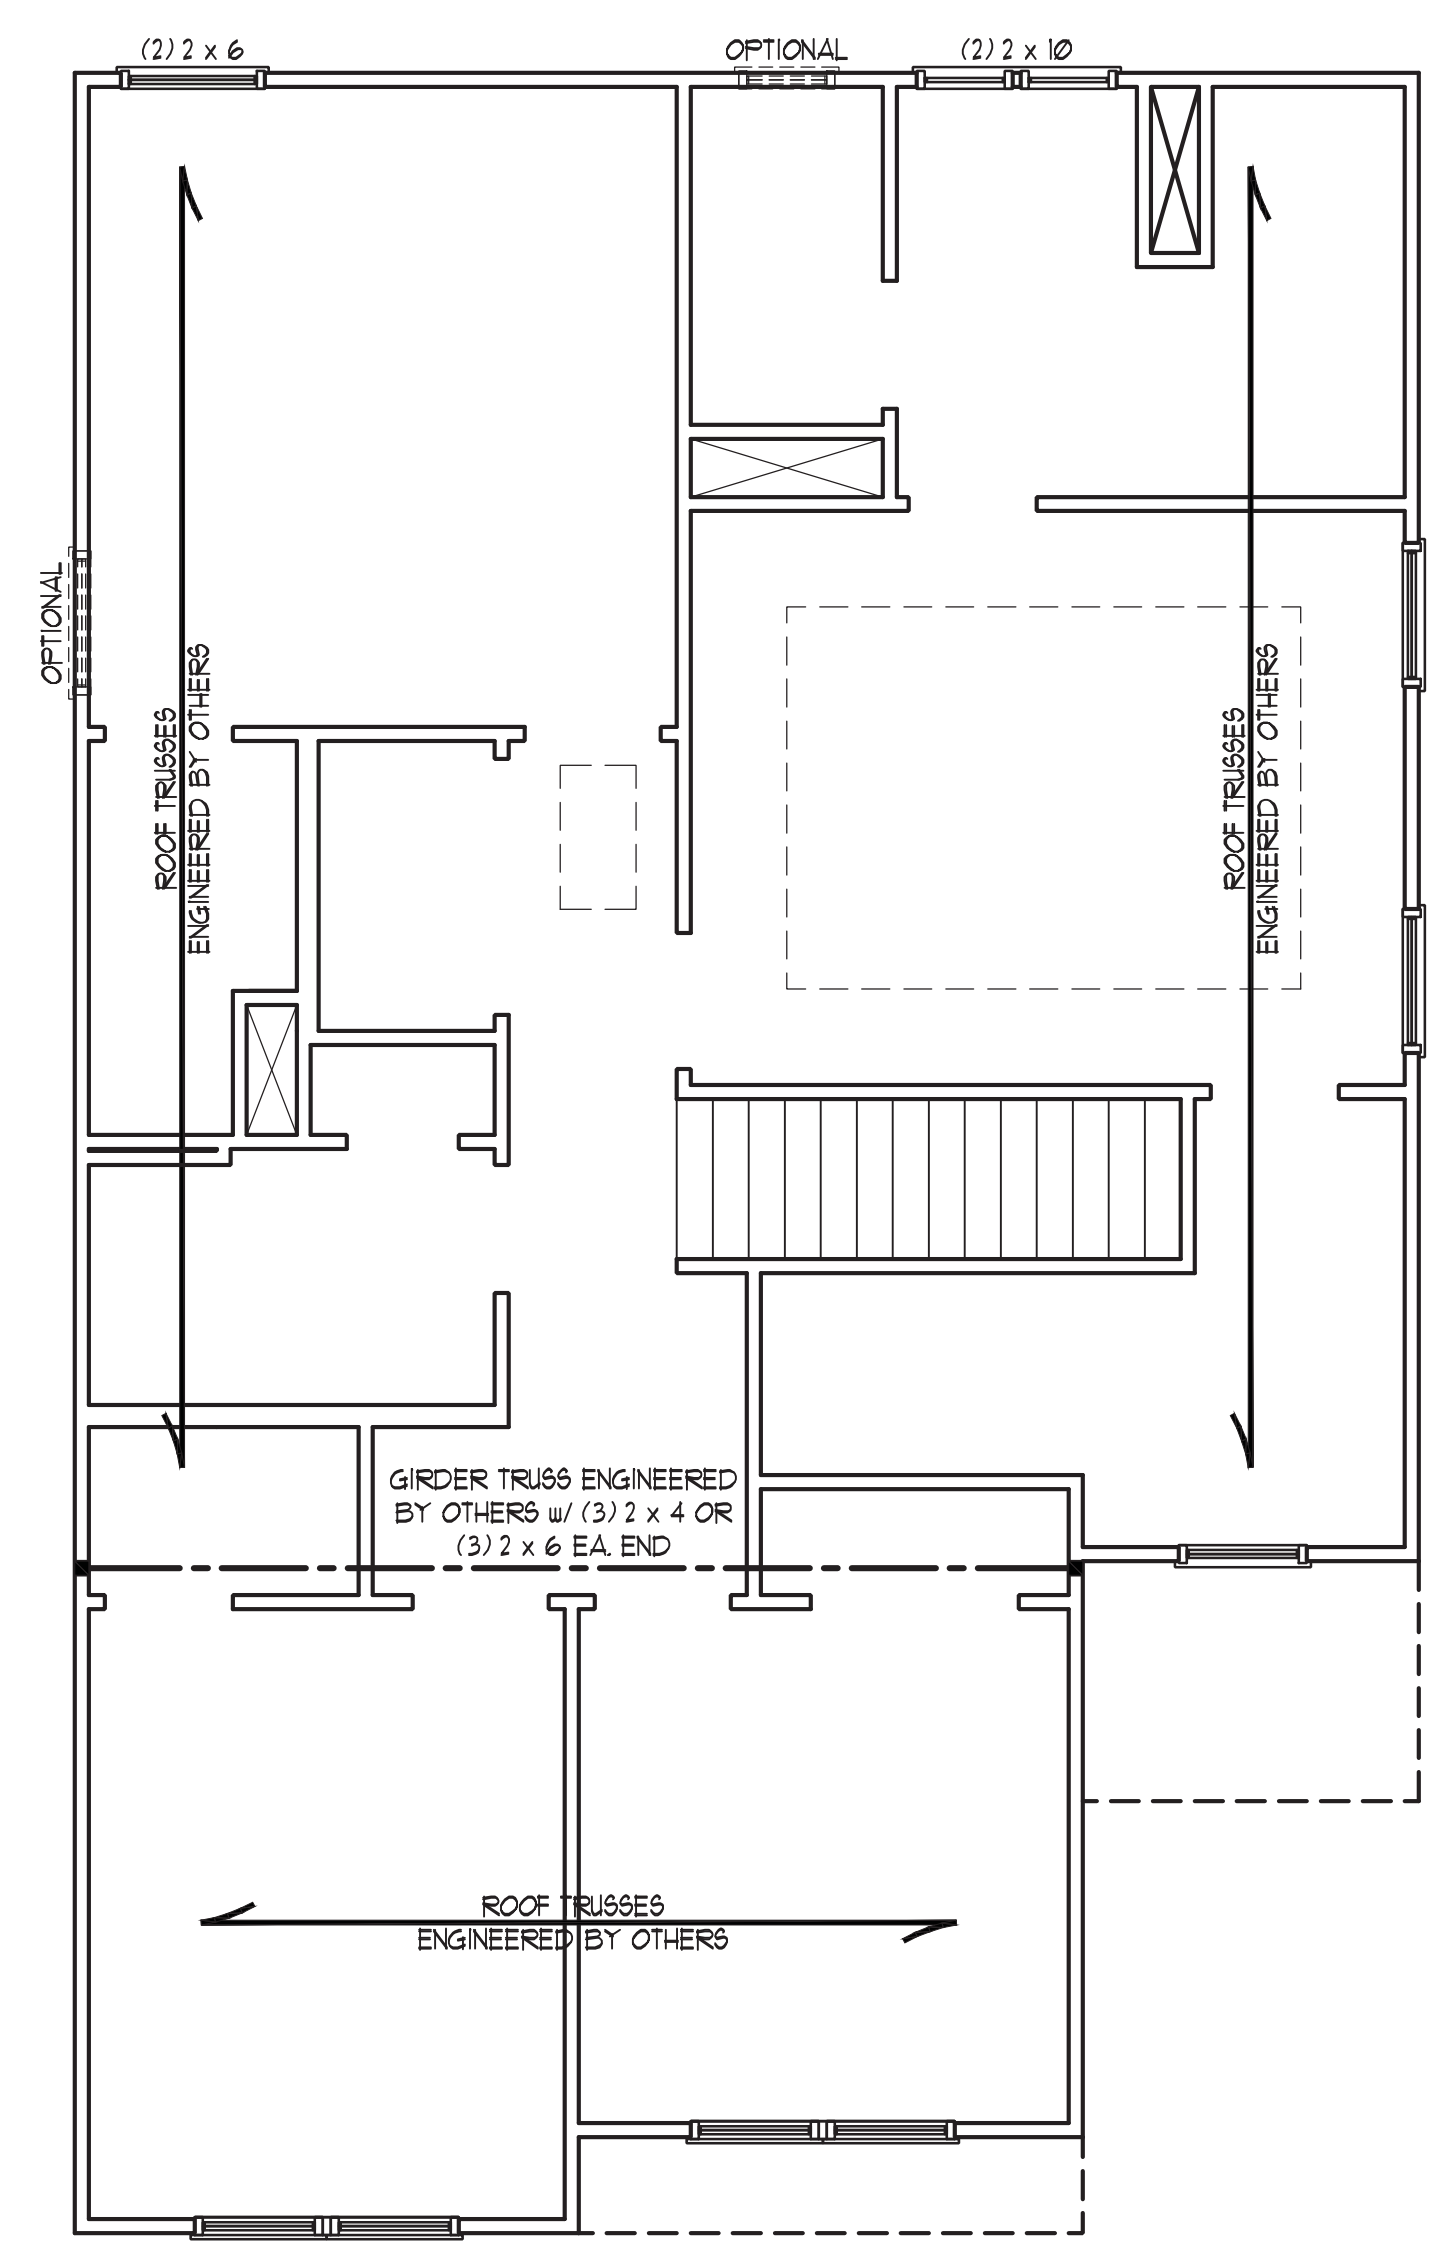 (2) 2 x 6
OPTIONAL
(2) 2 x 10
OPTIONAL
ROOF TRUSSES
ENGINEERED BY OTHERS
ROOF TRUSSES
ENGINEERED BY OTHERS
GIRDER TRUSS ENGINEERED
BY OTHERS w/ (3) 2 x 4 OR
(3) 2 x 6 EA. END
ROOF TRUSSES
ENGINEERED BY OTHERS